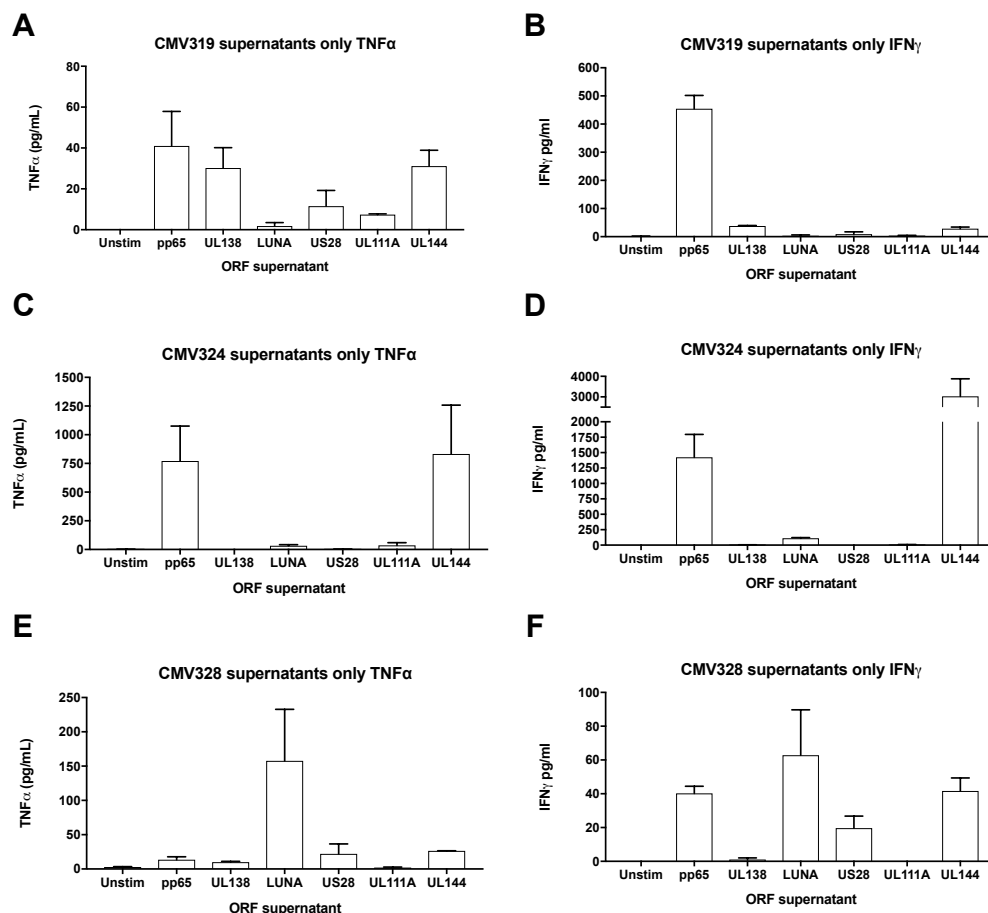 A
CMV319 supernatants only TNFα
TNFα (pg/mL)
80
60
40
20
0
Unstim pp65 UL138 LUNA US28 UL111A UL144
ORF supernatant
B
CMV319 supernatants only IFNγ
IFNγ pg/ml
600
500
400
300
200
100
0
Unstim pp65 UL138 LUNA US28 UL111A UL144
ORF supernatant
C
CMV324 supernatants only TNFα
TNFα (pg/mL)
1500
1250
1000
750
500
250
0
Unstim pp65 UL138 LUNA US28 UL111A UL144
ORF supernatant
D
CMV324 supernatants only IFNγ
IFNγ pg/ml
4000
3000
2000
1750
1500
1250
1000
750
500
250
0
Unstim pp65 UL138 LUNA US28 UL111A UL144
ORF supernatant
E
CMV328 supernatants only TNFα
TNFα (pg/mL)
250
200
150
100
50
0
Unstim pp65 UL138 LUNA US28 UL111A UL144
ORF supernatant
F
CMV328 supernatants only IFNγ
IFNγ pg/ml
100
80
60
40
20
0
Unstim pp65 UL138 LUNA US28 UL111A UL144
ORF supernatant